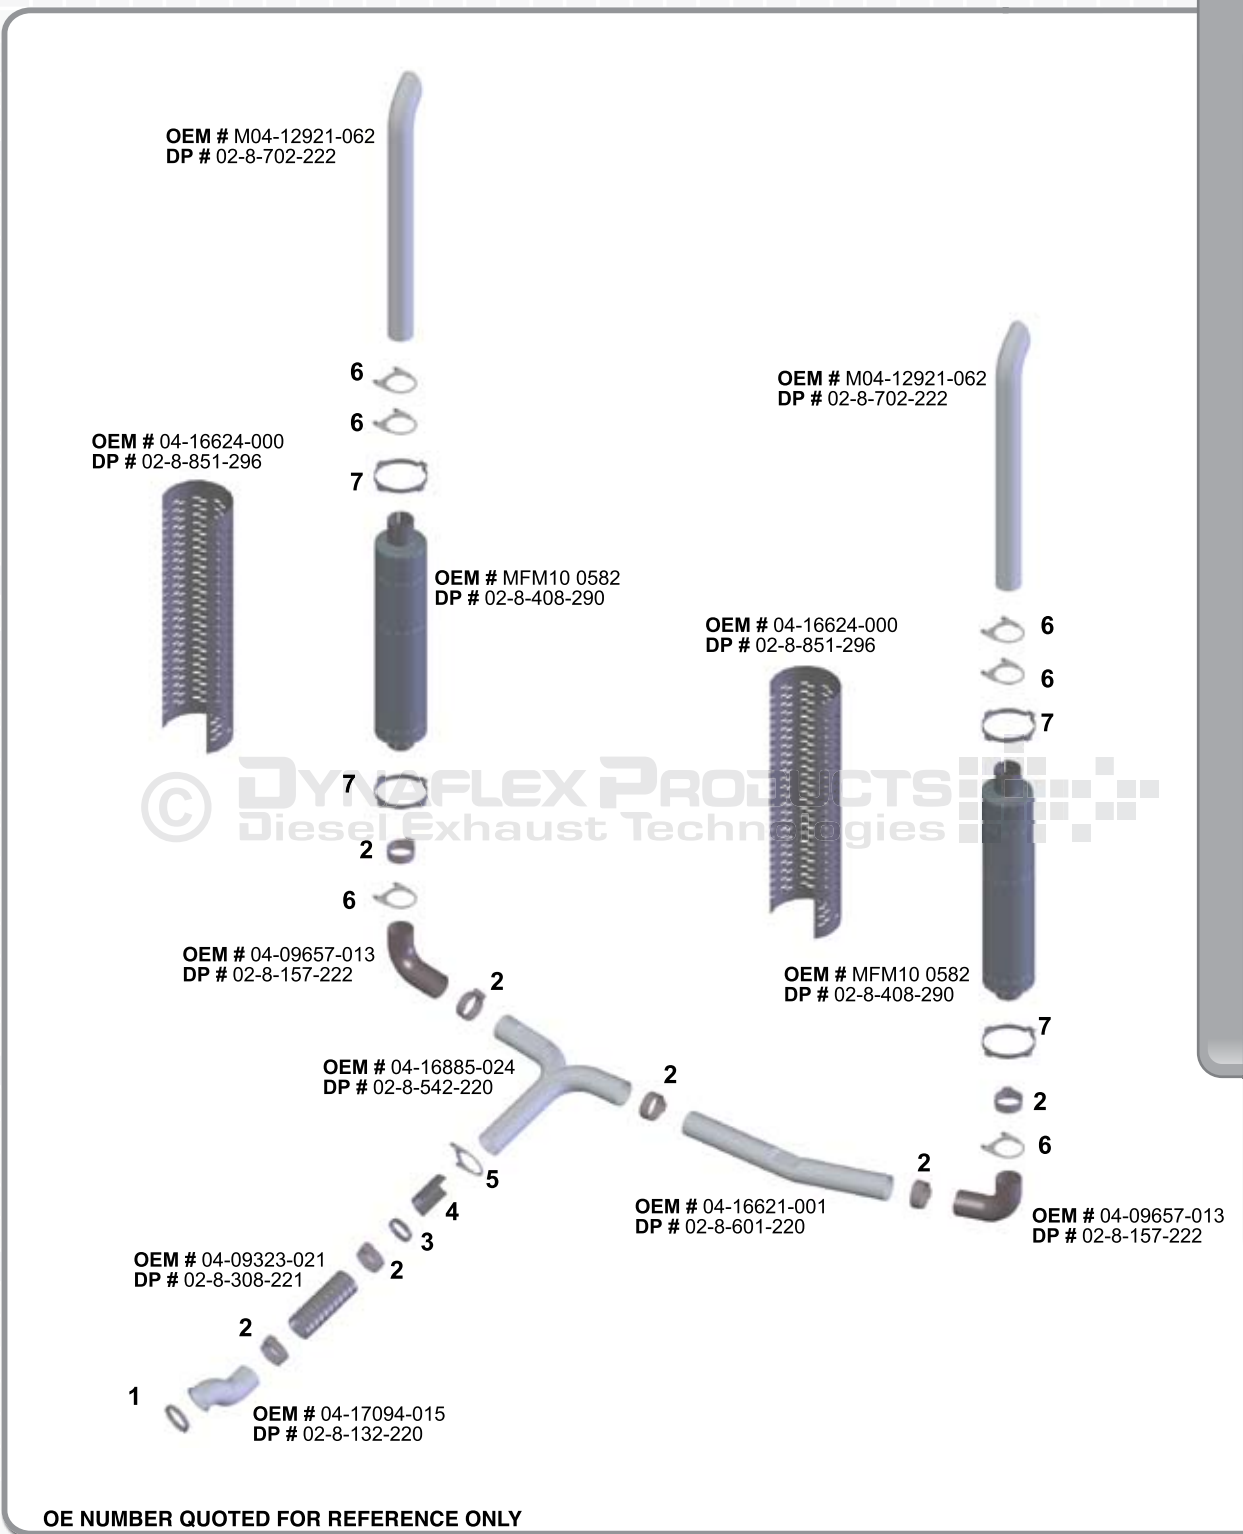 OEM # M04-12921-062
DP # 02-8-702-222
6
OEM # M04-12921-062
DP # 02-8-702-222
6
OEM # 04-16624-000
DP # 02-8-851-296
7
OEM # MFM10 0582
DP # 02-8-408-290
OEM # 04-16624-000
DP # 02-8-851-296
6
6
7
7
© DYNAFLEX PRODUCTS
Diesel Exhaust Technologies
2
6
OEM # 04-09657-013
DP # 02-8-157-222
2
OEM # MFM10 0582
DP # 02-8-408-290
7
OEM # 04-16885-024
DP # 02-8-542-220
2
2
6
5
2
4
OEM # 04-16621-001
DP # 02-8-601-220
OEM # 04-09657-013
DP # 02-8-157-222
3
OEM # 04-09323-021
DP # 02-8-308-221
2
2
1
OEM # 04-17094-015
DP # 02-8-132-220
OE NUMBER QUOTED FOR REFERENCE ONLY